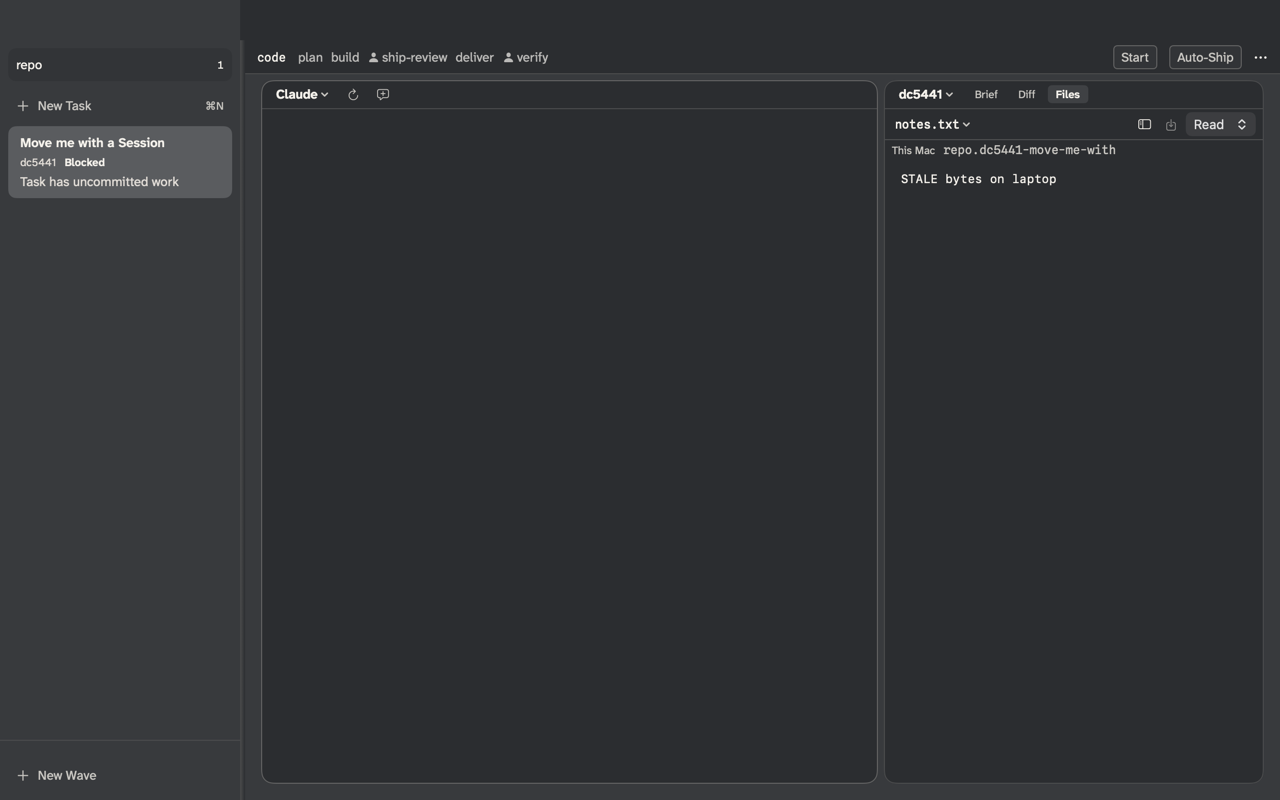 repo 1
New Task ⌘N
Move me with a Session
dc5441 Blocked
Task has uncommitted work
New Wave
code plan build ship-review deliver verify
Start Auto-Ship
Claude
dc5441 Brief Diff Files
notes.txt Read
This Mac repo.dc5441-move-me-with
STALE bytes on laptop